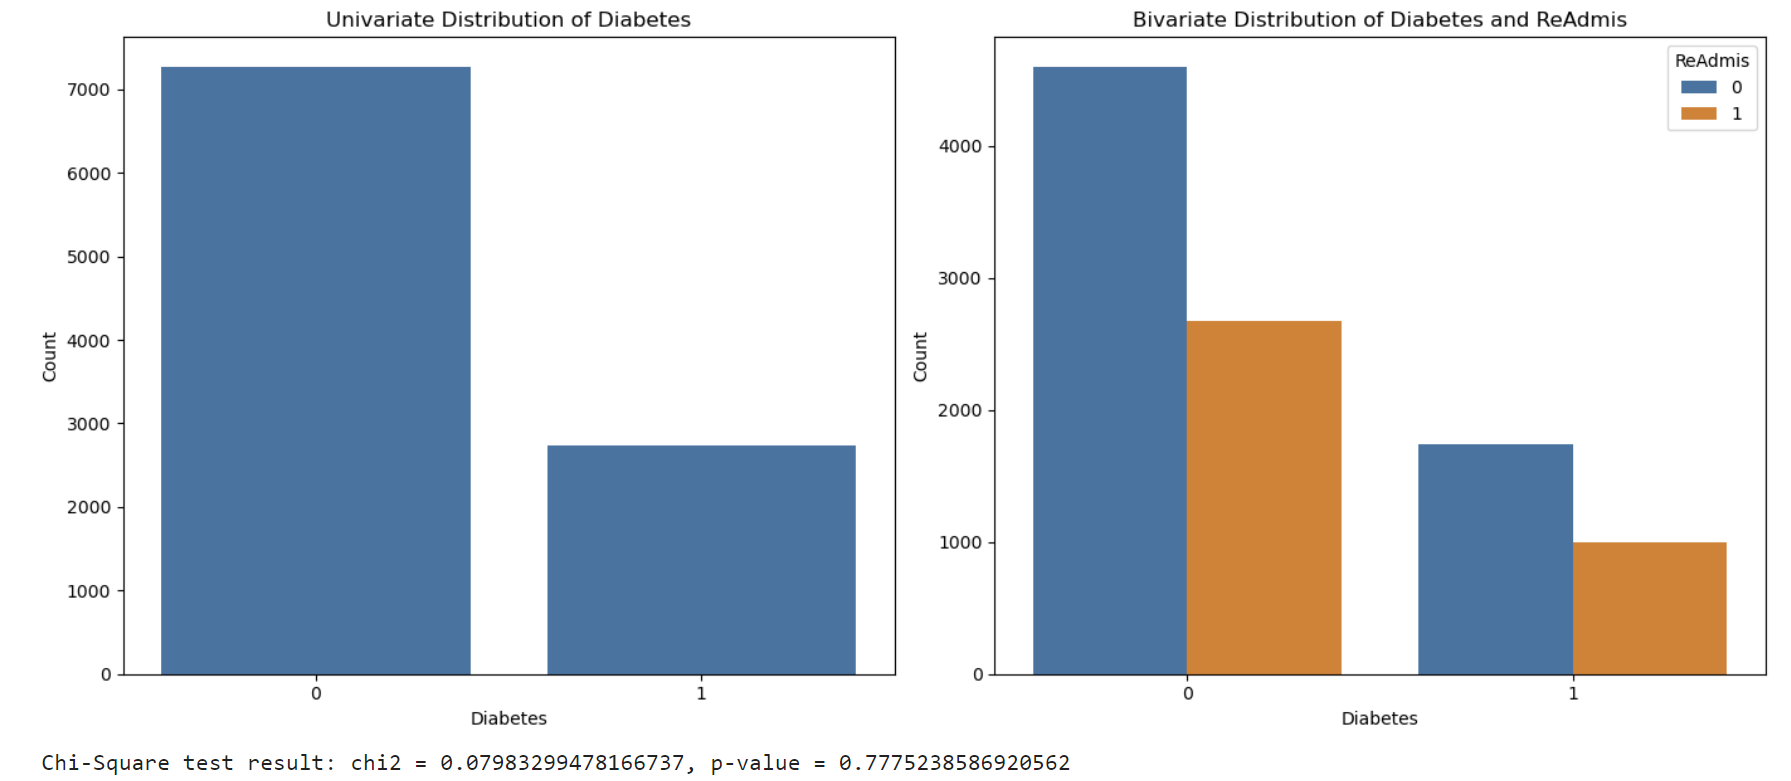 Univariate Distribution of Diabetes
7000
6000
5000
4000
3000
2000
1000
0
Count
0 1
Diabetes
Bivariate Distribution of Diabetes and ReAdmis
ReAdmis
0
1
4000
3000
2000
1000
0
Count
0 1
Diabetes
Chi-Square test result: chi2 = 0.07983299478166737, p-value = 0.7775238586920562